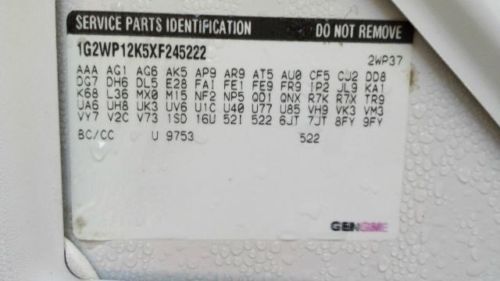 SERVICE PARTS IDENTIFICATION DO NOT REMOVE
1G2WP12K5XF245222
2WP37
AAA AG1 AG6 AK5 AP9 AR9 AT5 AU0 CF5 CJ2 DD8
DG7 DH6 DL5 E28 FA1 FE1 FE9 FR9 IP2 JL9 KA1
K68 L36 MX0 M15 NF2 NP5 QD1 QNX R7K R7X TR9
UA6 UH8 UK3 UV6 U1C U40 U77 U85 VH9 VK3 VM3
VY7 V2C V73 1SD 16U 52I 522 6JT 7JT 8FY 9FY
BC/CC U 9753 522